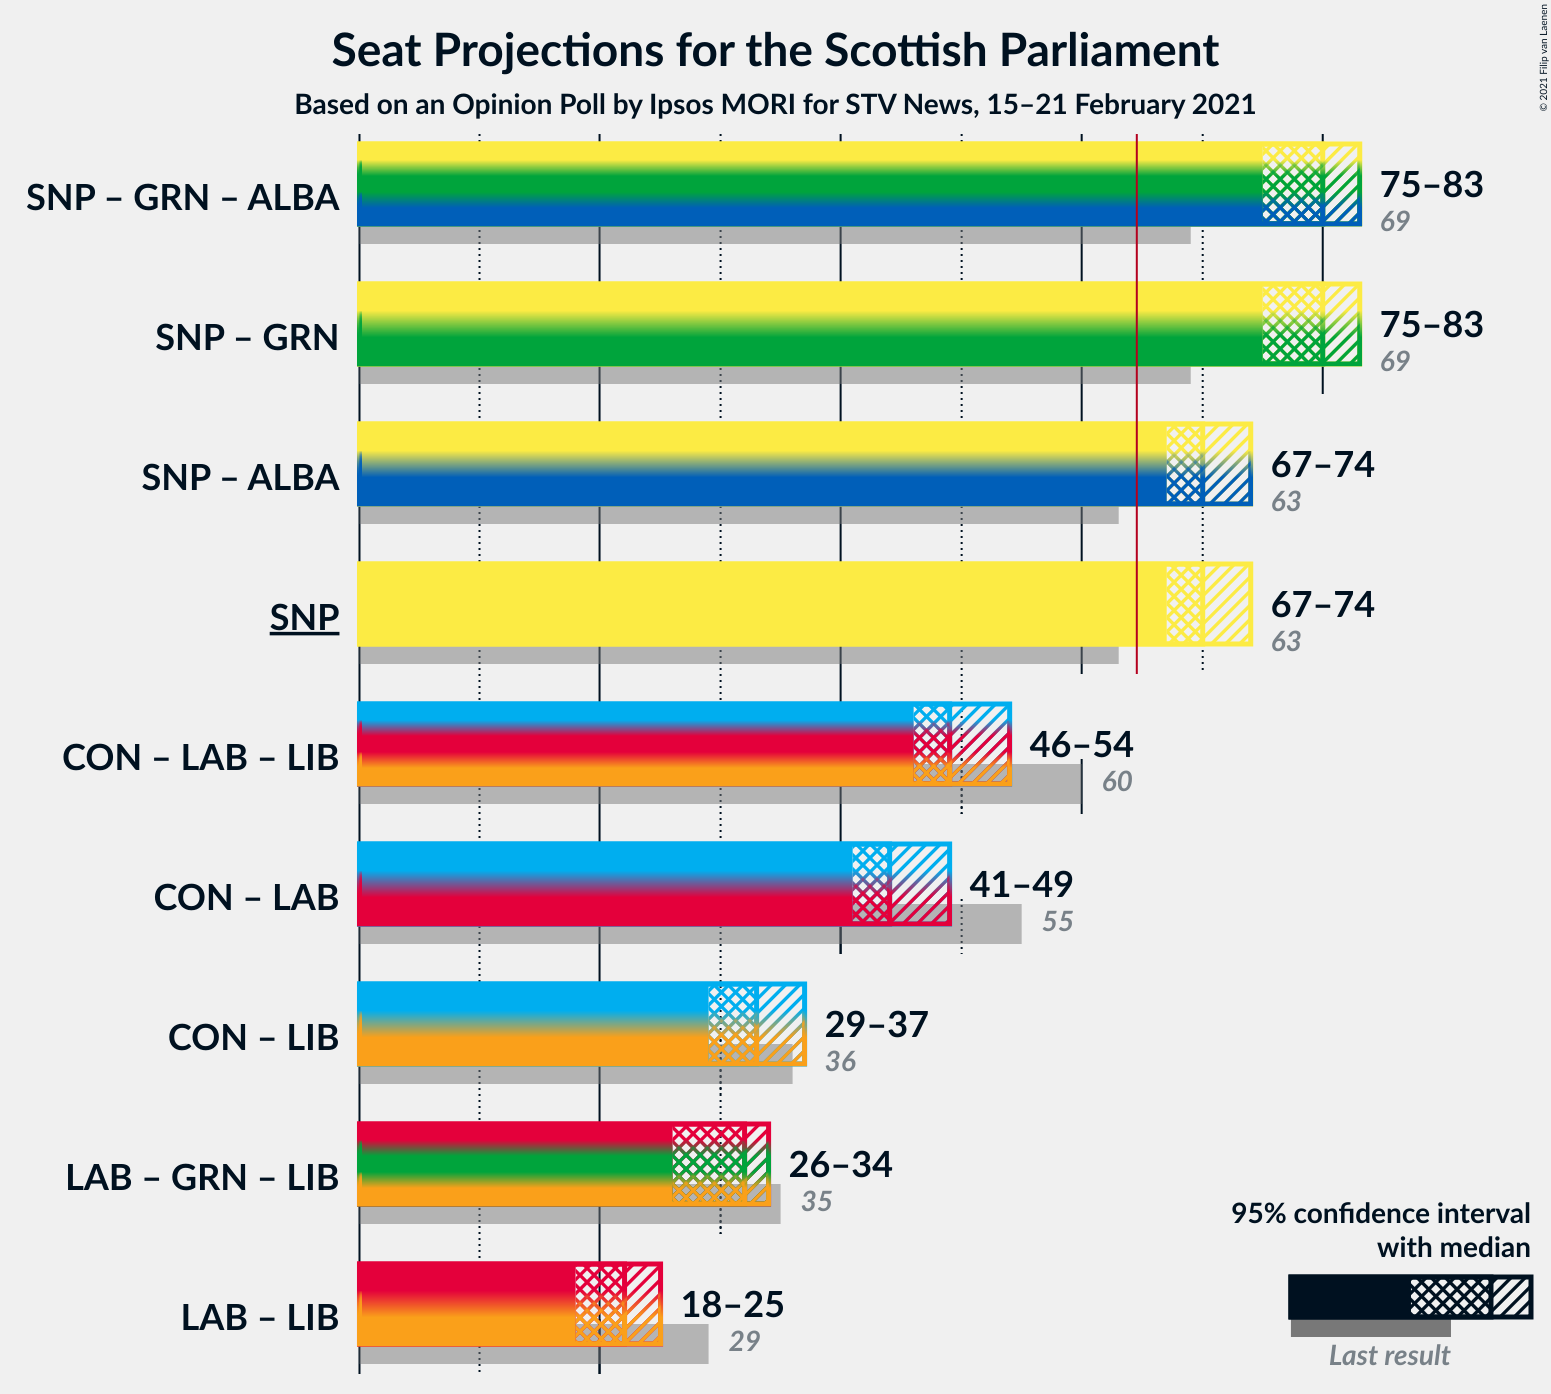 Seat Projections for the Scottish Parliament
Based on an Opinion Poll by Ipsos MORI for STV News, 15–21 February 2021
© 2021 Filip van Laenen
SNP – GRN – ALBA
75–83
69
SNP – GRN
75–83
69
SNP – ALBA
67–74
63
SNP
67–74
63
CON – LAB – LIB
46–54
60
CON – LAB
41–49
55
CON – LIB
29–37
36
LAB – GRN – LIB
26–34
35
LAB – LIB
18–25
29
95% confidence interval
with median
Last result